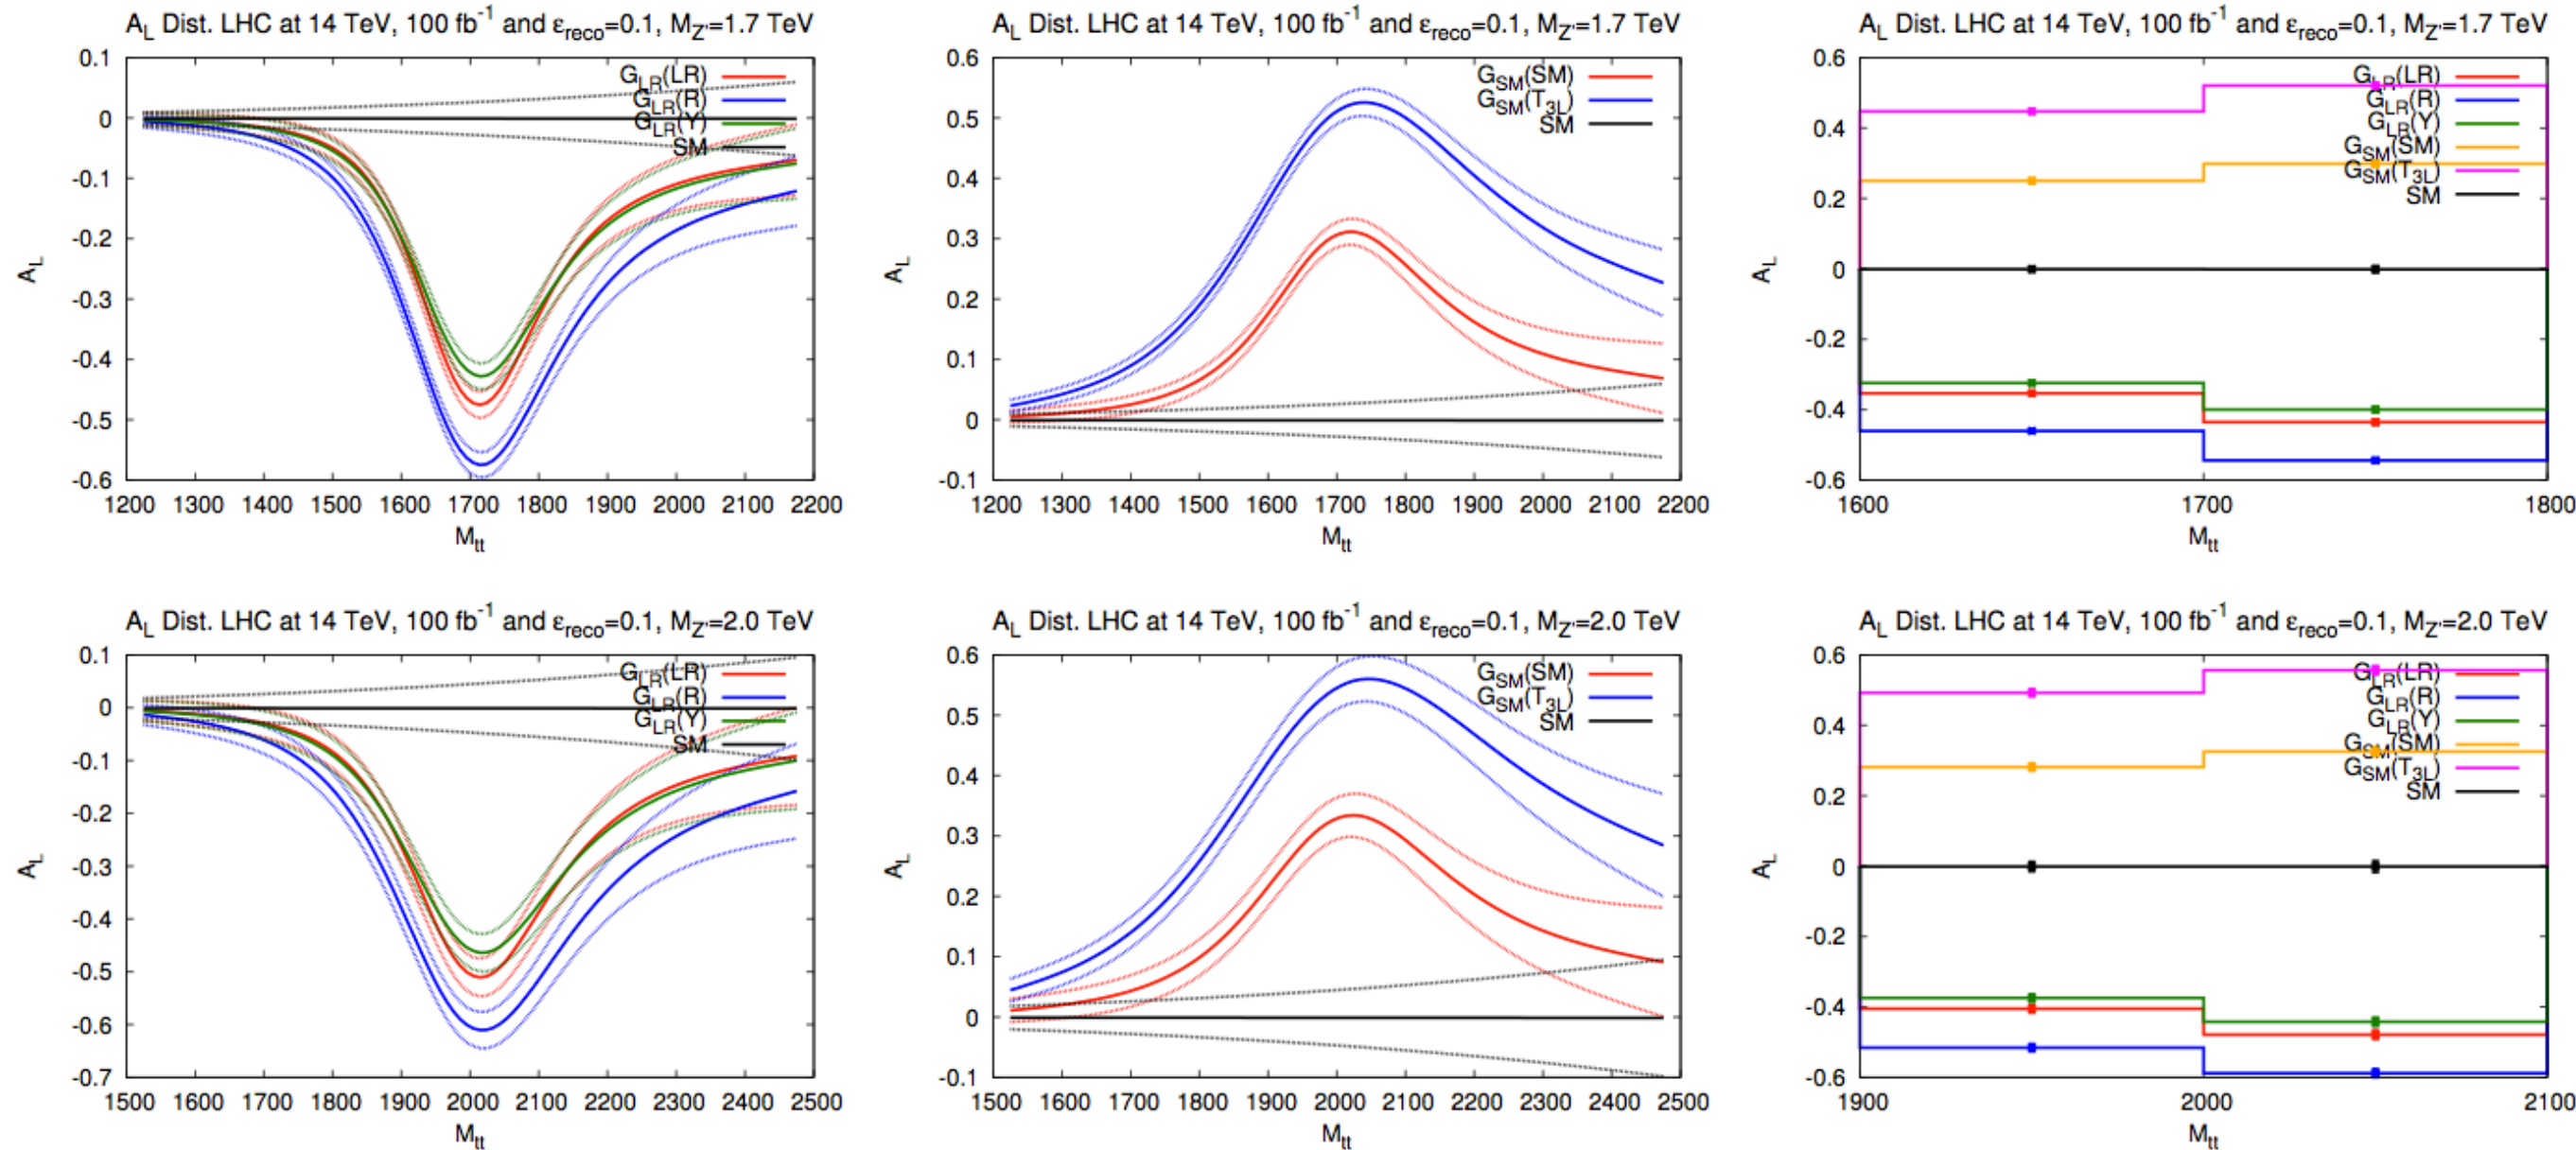 A_L Dist. LHC at 14 TeV, 100 fb^-1 and ε_reco=0.1, M_Z'=1.7 TeV
0.1
0
-0.1
-0.2
-0.3
-0.4
-0.5
-0.6
A_L
G_LR(LR)
G_LR(R)
G_LR(Y)
SM
1200 1300 1400 1500 1600 1700 1800 1900 2000 2100 2200
M_tt
A_L Dist. LHC at 14 TeV, 100 fb^-1 and ε_reco=0.1, M_Z'=1.7 TeV
0.6
0.5
0.4
0.3
0.2
0.1
0
-0.1
A_L
G_SM(SM)
G_SM(T_3L)
SM
1200 1300 1400 1500 1600 1700 1800 1900 2000 2100 2200
M_tt
A_L Dist. LHC at 14 TeV, 100 fb^-1 and ε_reco=0.1, M_Z'=1.7 TeV
0.6
0.4
0.2
0
-0.2
-0.4
-0.6
A_L
G_LR(LR)
G_LR(R)
G_LR(Y)
G_SM(SM)
G_SM(T_3L)
SM
1600 1700 1800
M_tt
A_L Dist. LHC at 14 TeV, 100 fb^-1 and ε_reco=0.1, M_Z'=2.0 TeV
0.1
0
-0.1
-0.2
-0.3
-0.4
-0.5
-0.6
-0.7
A_L
G_LR(LR)
G_LR(R)
G_LR(Y)
SM
1500 1600 1700 1800 1900 2000 2100 2200 2300 2400 2500
M_tt
A_L Dist. LHC at 14 TeV, 100 fb^-1 and ε_reco=0.1, M_Z'=2.0 TeV
0.6
0.5
0.4
0.3
0.2
0.1
0
-0.1
A_L
G_SM(SM)
G_SM(T_3L)
SM
1500 1600 1700 1800 1900 2000 2100 2200 2300 2400 2500
M_tt
A_L Dist. LHC at 14 TeV, 100 fb^-1 and ε_reco=0.1, M_Z'=2.0 TeV
0.6
0.4
0.2
0
-0.2
-0.4
-0.6
A_L
G_LR(LR)
G_LR(R)
G_LR(Y)
G_SM(SM)
G_SM(T_3L)
SM
1900 2000 2100
M_tt